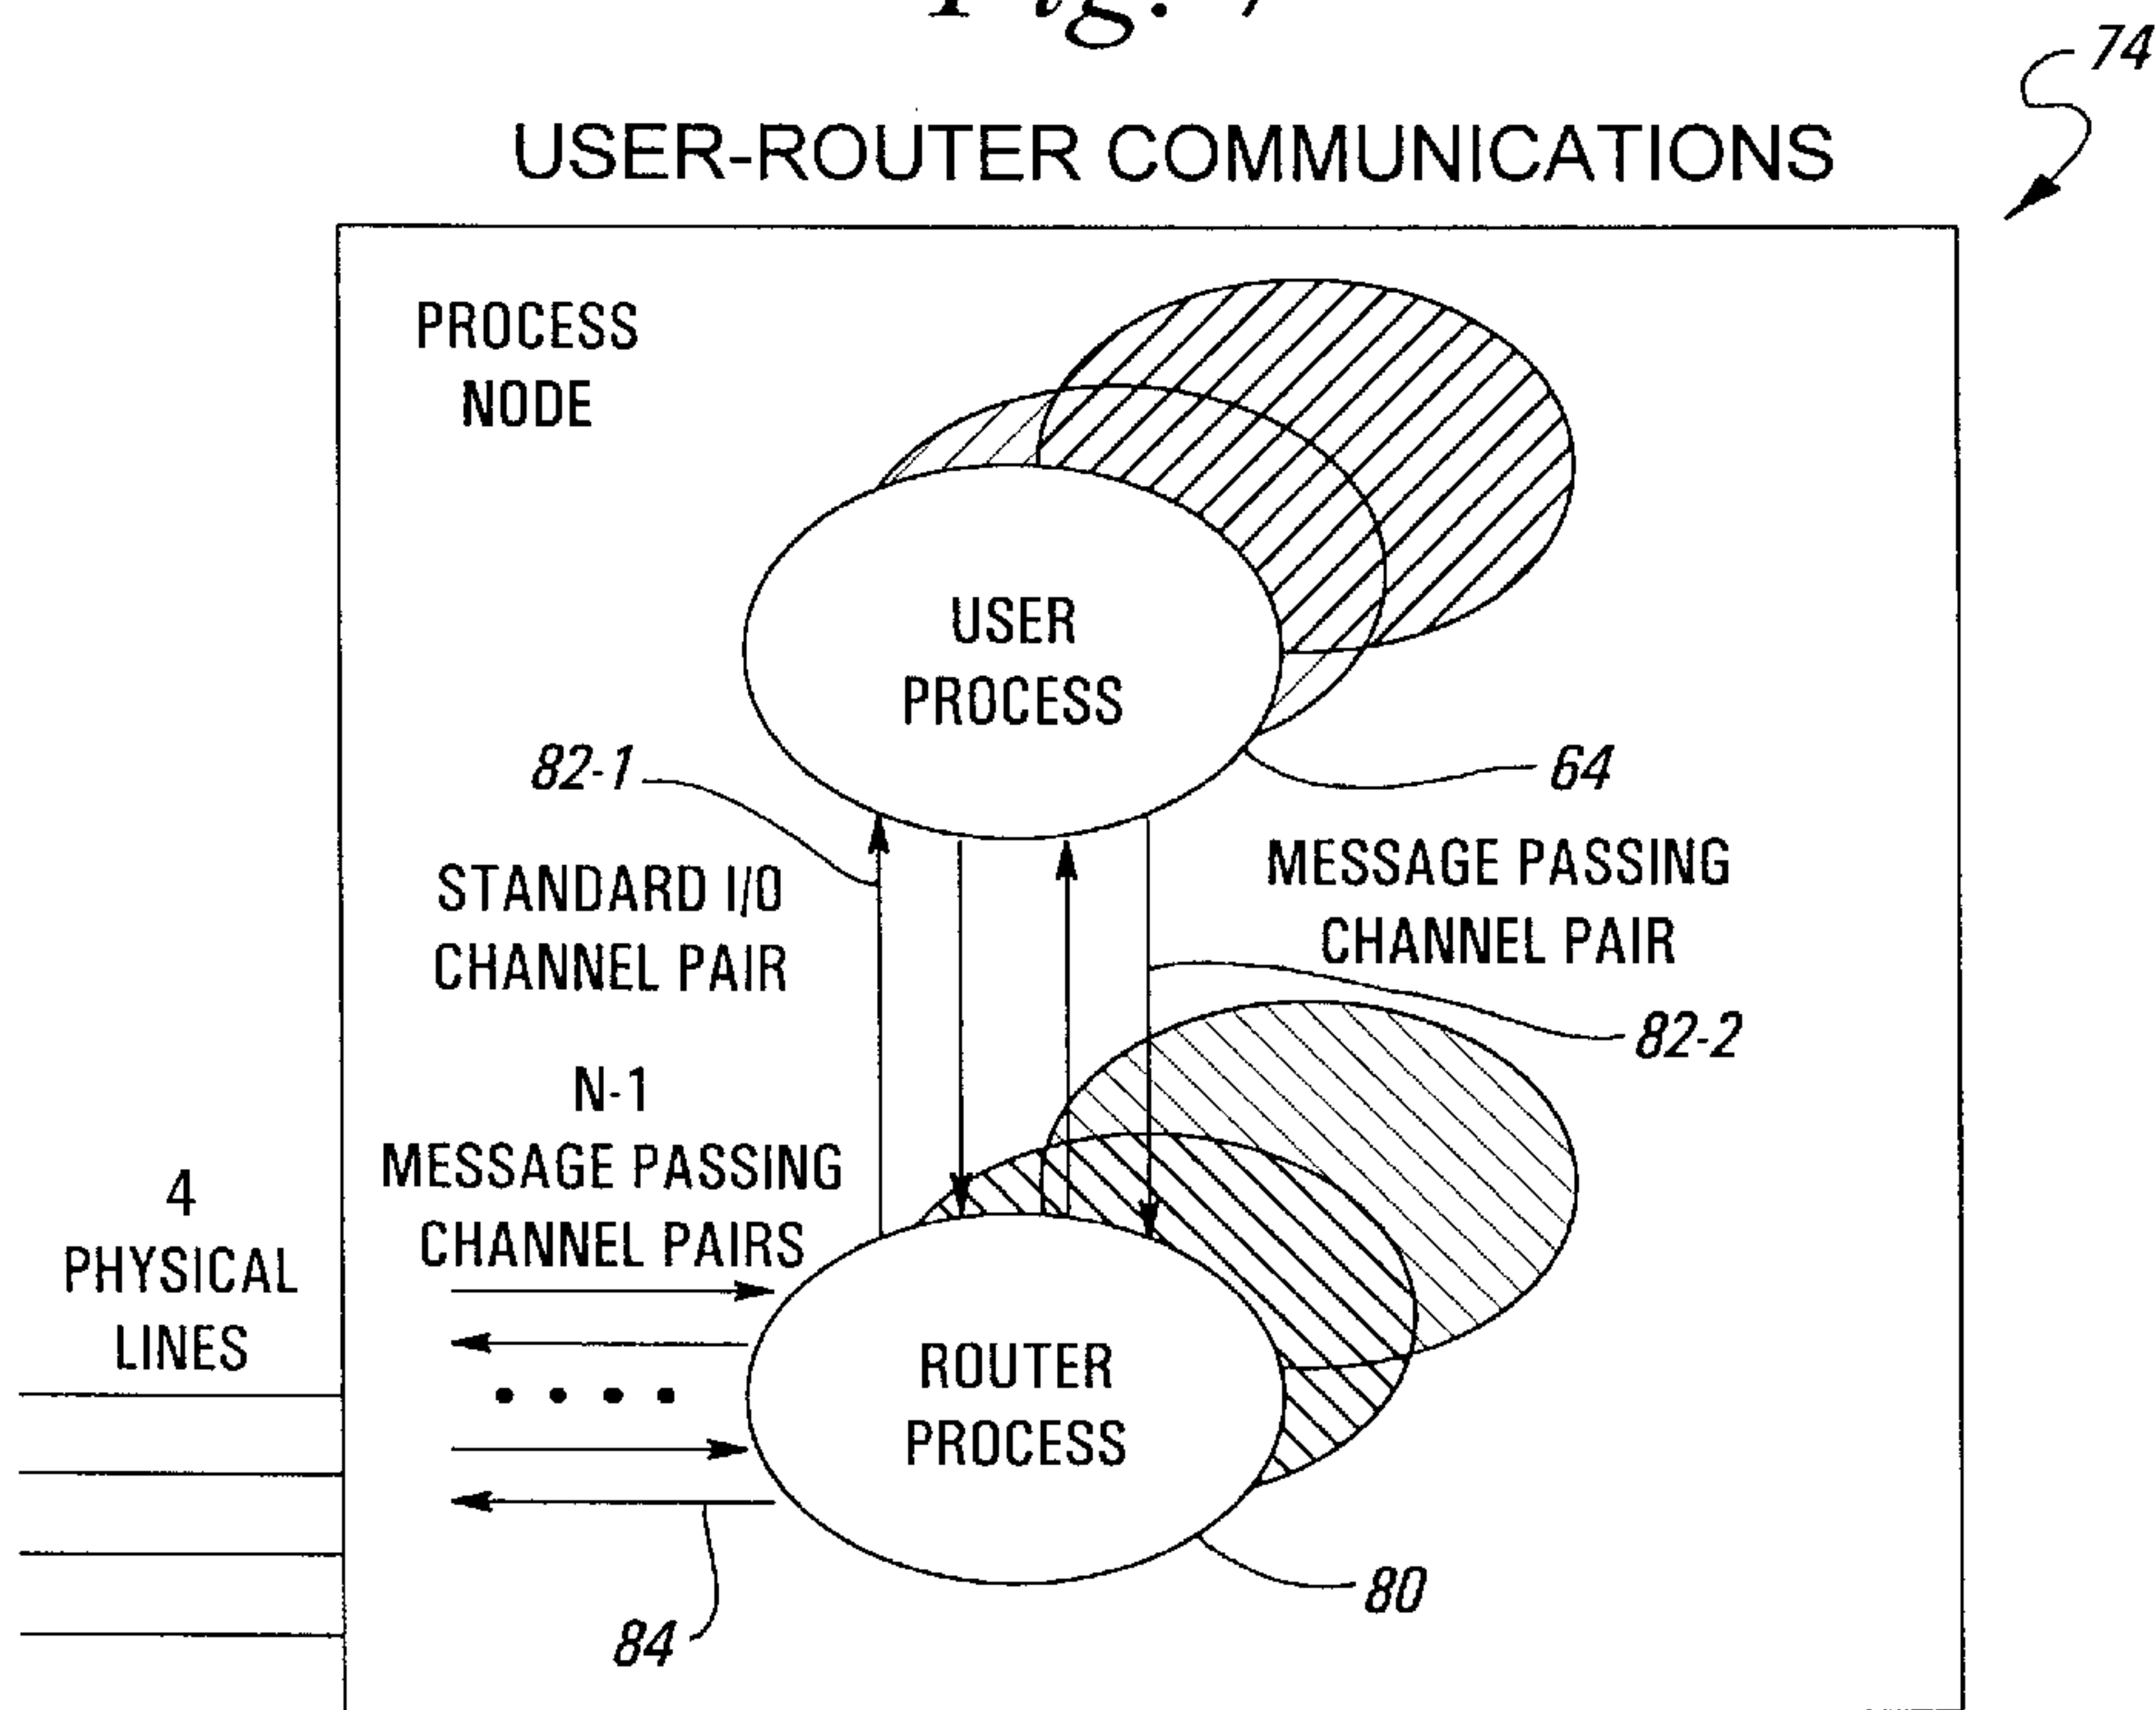 74
USER-ROUTER COMMUNICATIONS
PROCESS
NODE
USER
PROCESS
82-1
64
STANDARD I/O
CHANNEL PAIR
MESSAGE PASSING
CHANNEL PAIR
82-2
N-1
MESSAGE PASSING
CHANNEL PAIRS
4
PHYSICAL
LINES
ROUTER
PROCESS
80
84